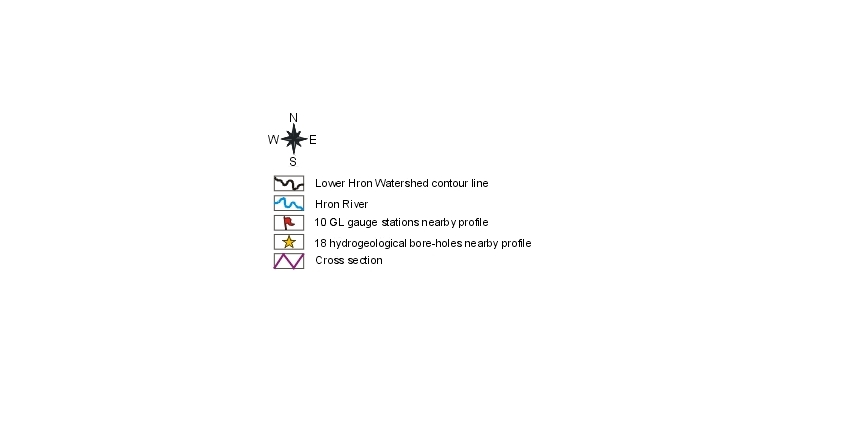 N
W E
S
Lower Hron Watershed contour line
Hron River
10 GL gauge stations nearby profile
18 hydrogeological bore-holes nearby profile
Cross section